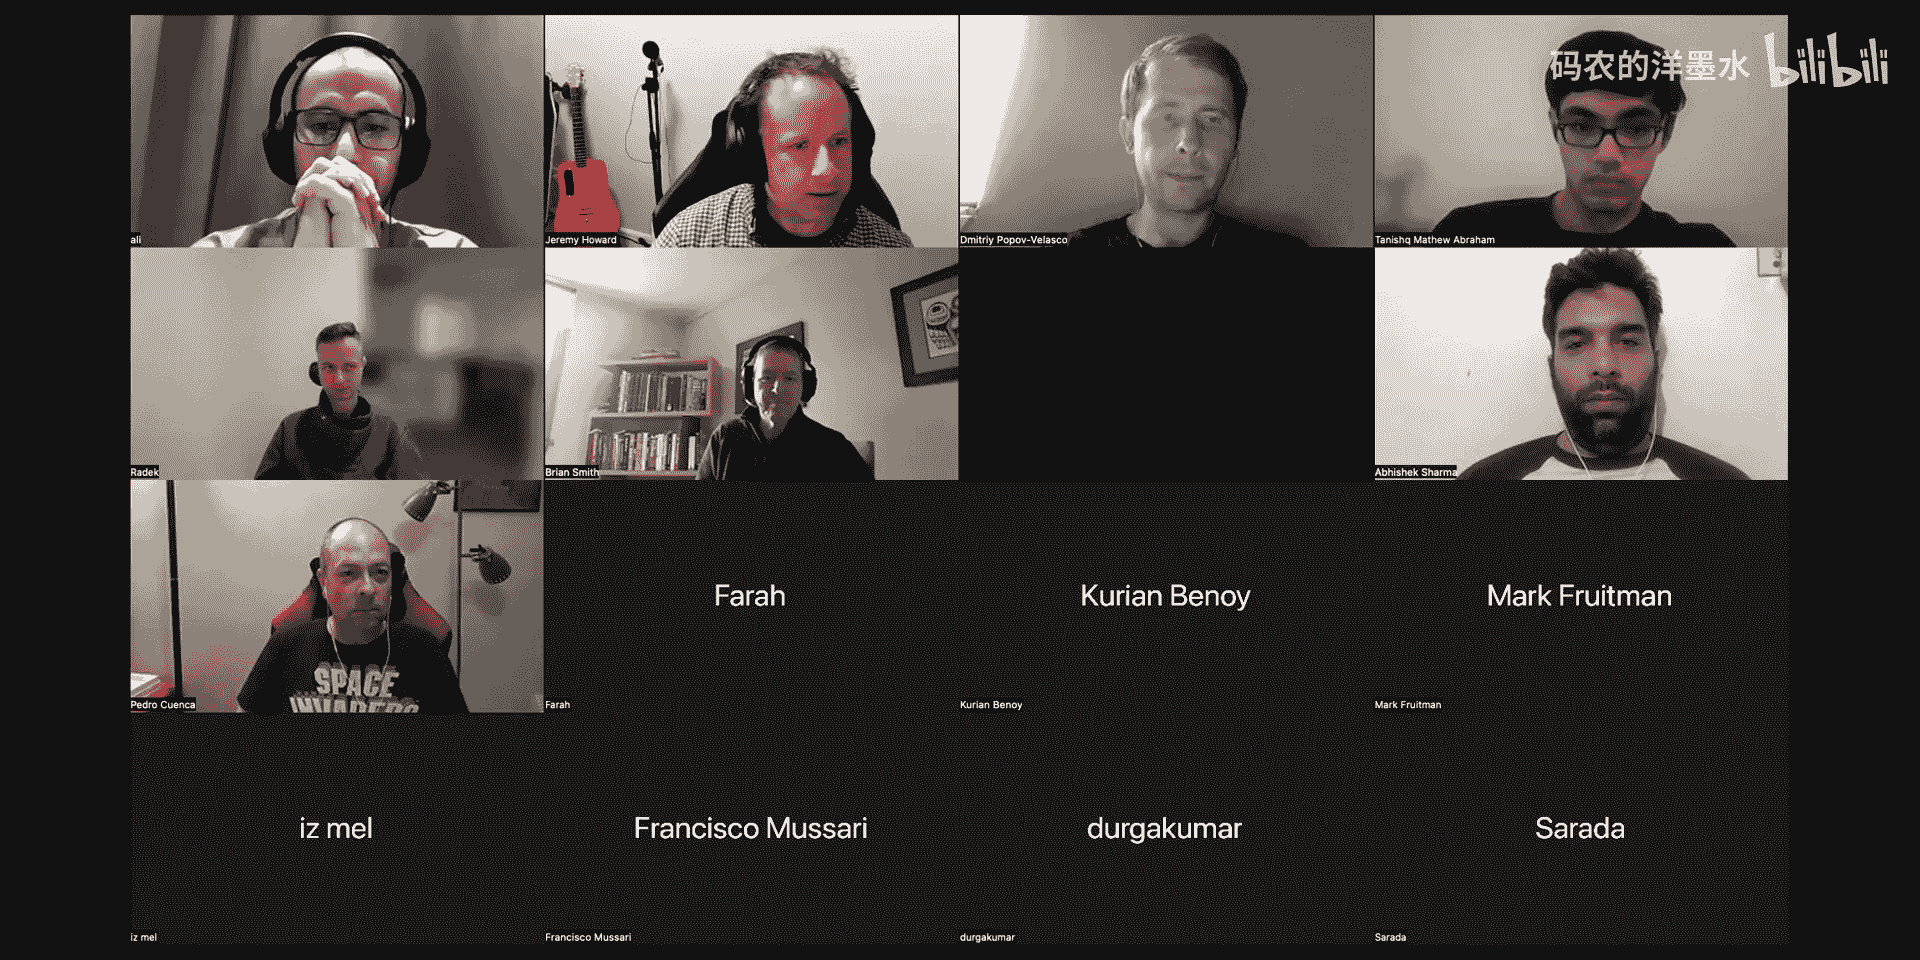 码农的洋墨水 bilibili
ali
Jeremy Howard
Dmitriy Popov-Velasco
Tanishq Mathew Abraham
Radek
Brian Smith
Abhishek Sharma
SPACE
INVADERS
Pedro Cuenca
Farah
Farah
Kurian Benoy
Kurian Benoy
Mark Fruitman
Mark Fruitman
iz mel
iz mel
Francisco Mussari
Francisco Mussari
durgakumar
durgakumar
Sarada
Sarada